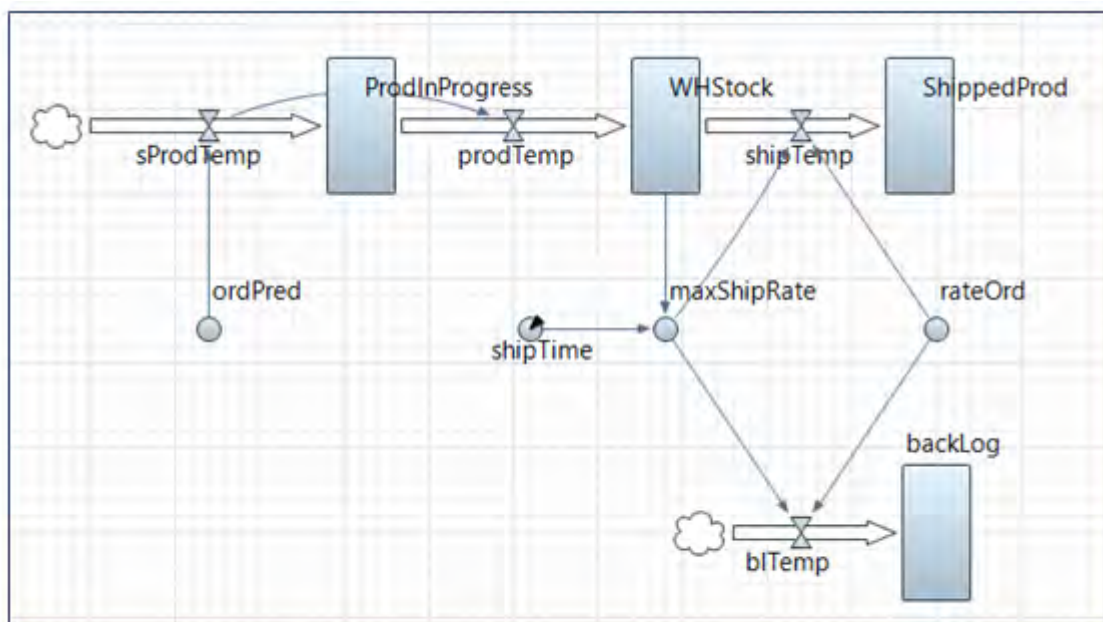 ProdInProgress
WHStock
ShippedProd
sProdTemp
prodTemp
shipTemp
ordPred
maxShipRate
rateOrd
shipTime
backLog
blTemp